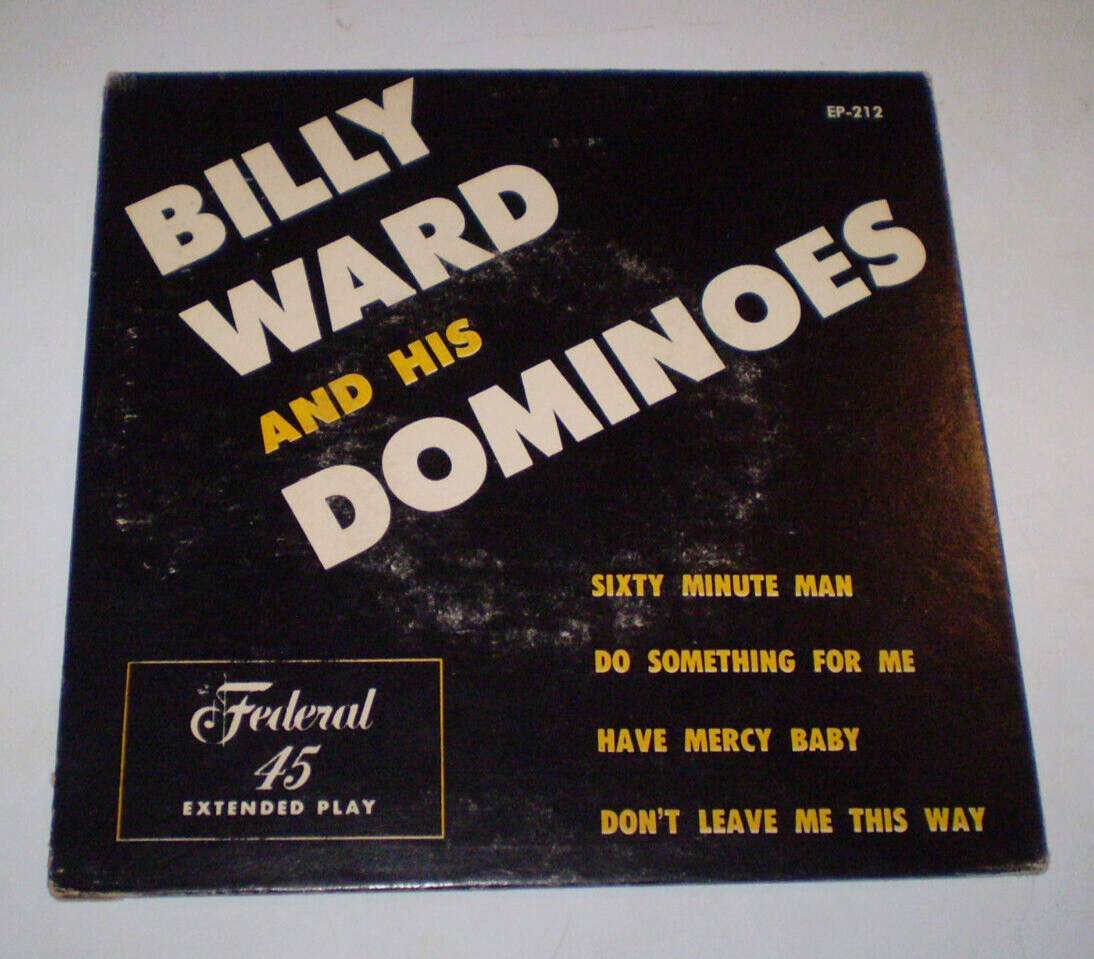 EP-212
BILLY
WARD
AND HIS
DOMINOES
SIXTY MINUTE MAN
DO SOMETHING FOR ME
HAVE MERCY BABY
DON'T LEAVE ME THIS WAY
Federal
45
EXTENDED PLAY